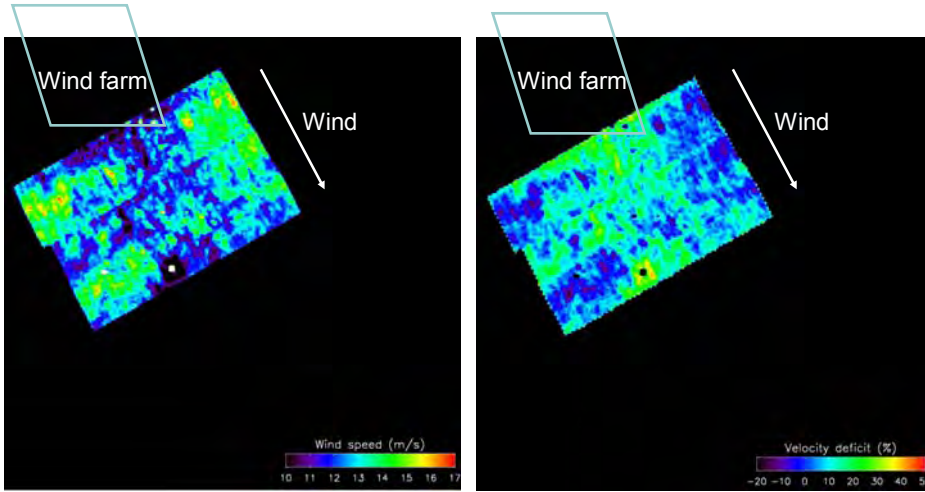 Wind farm
Wind
Wind speed (m/s)
10 11 12 13 14 15 16 17
Wind farm
Wind
Velocity deficit (%)
-20 -10 0 10 20 30 40